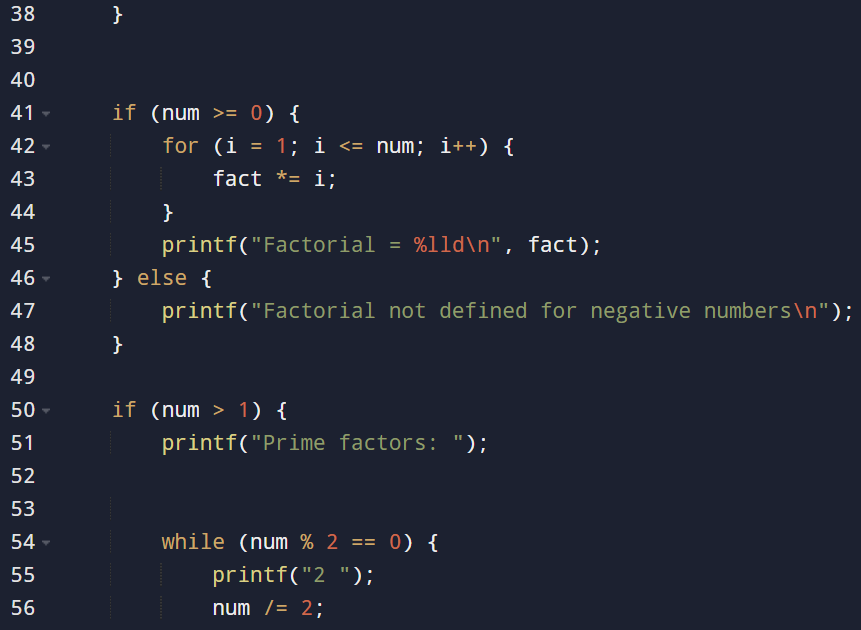 38 }
39
40
41 if (num >= 0) {
42 for (i = 1; i <= num; i++) {
43 fact *= i;
44 }
45 printf("Factorial = %lld\n", fact);
46 } else {
47 printf("Factorial not defined for negative numbers\n");
48 }
49
50 if (num > 1) {
51 printf("Prime factors: ");
52
53
54 while (num % 2 == 0) {
55 printf("2 ");
56 num /= 2;